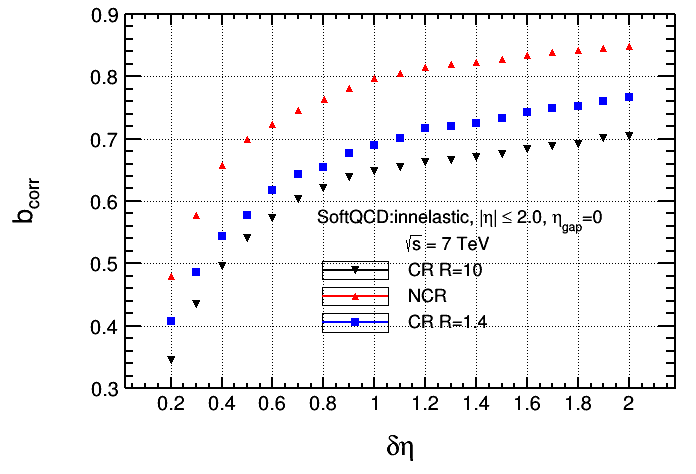 0.9
0.8
0.7
0.6
0.5
0.4
0.3
b_corr
SoftQCD:innelastic, |η| ≤ 2.0, η_gap=0
√s = 7 TeV
CR R=10
NCR
CR R=1.4
0.2 0.4 0.6 0.8 1 1.2 1.4 1.6 1.8 2
δη